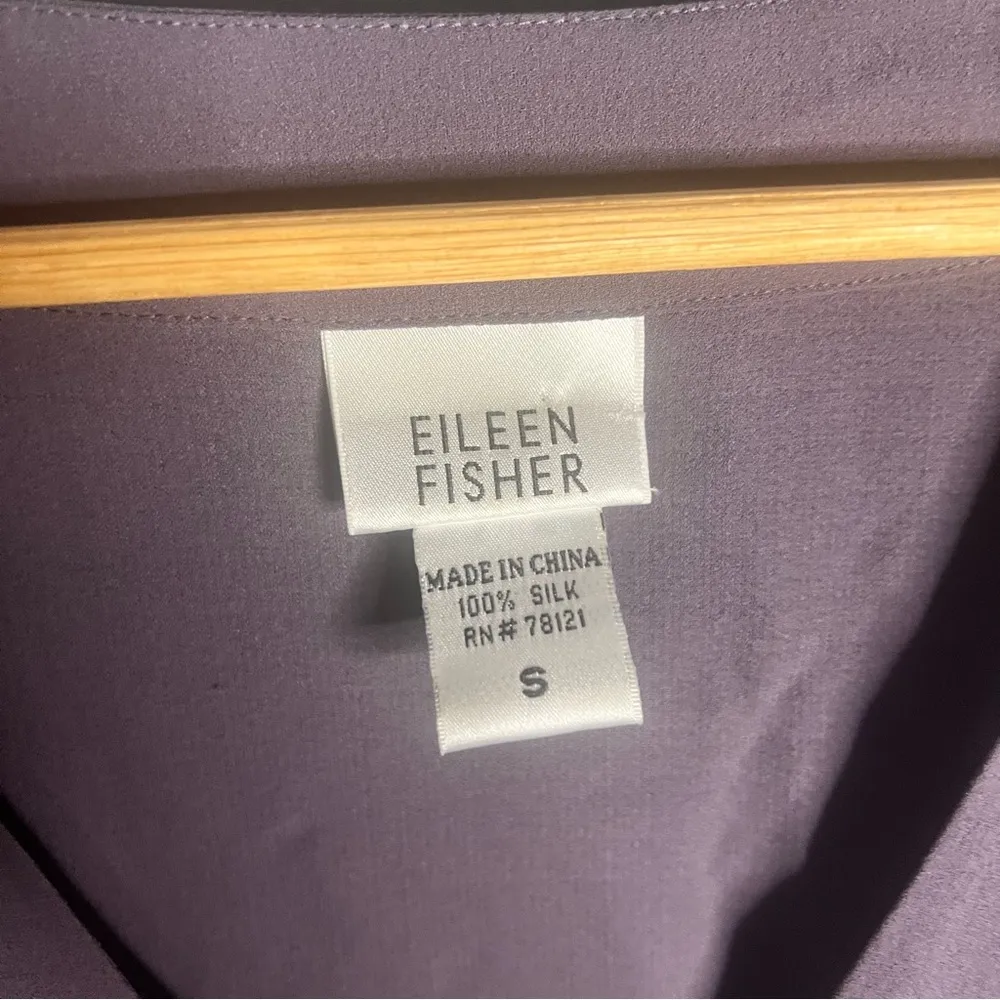 EILEEN
FISHER
MADE IN CHINA
100% SILK
RN# 78121
S